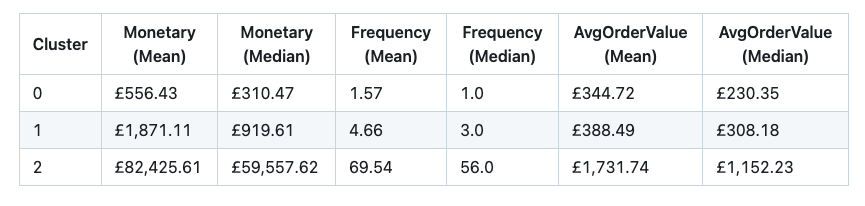 Cluster Monetary (Mean) Monetary (Median) Frequency (Mean) Frequency (Median) AvgOrderValue (Mean) AvgOrderValue (Median)
0 £556.43 £310.47 1.57 1.0 £344.72 £230.35
1 £1,871.11 £919.61 4.66 3.0 £388.49 £308.18
2 £82,425.61 £59,557.62 69.54 56.0 £1,731.74 £1,152.23